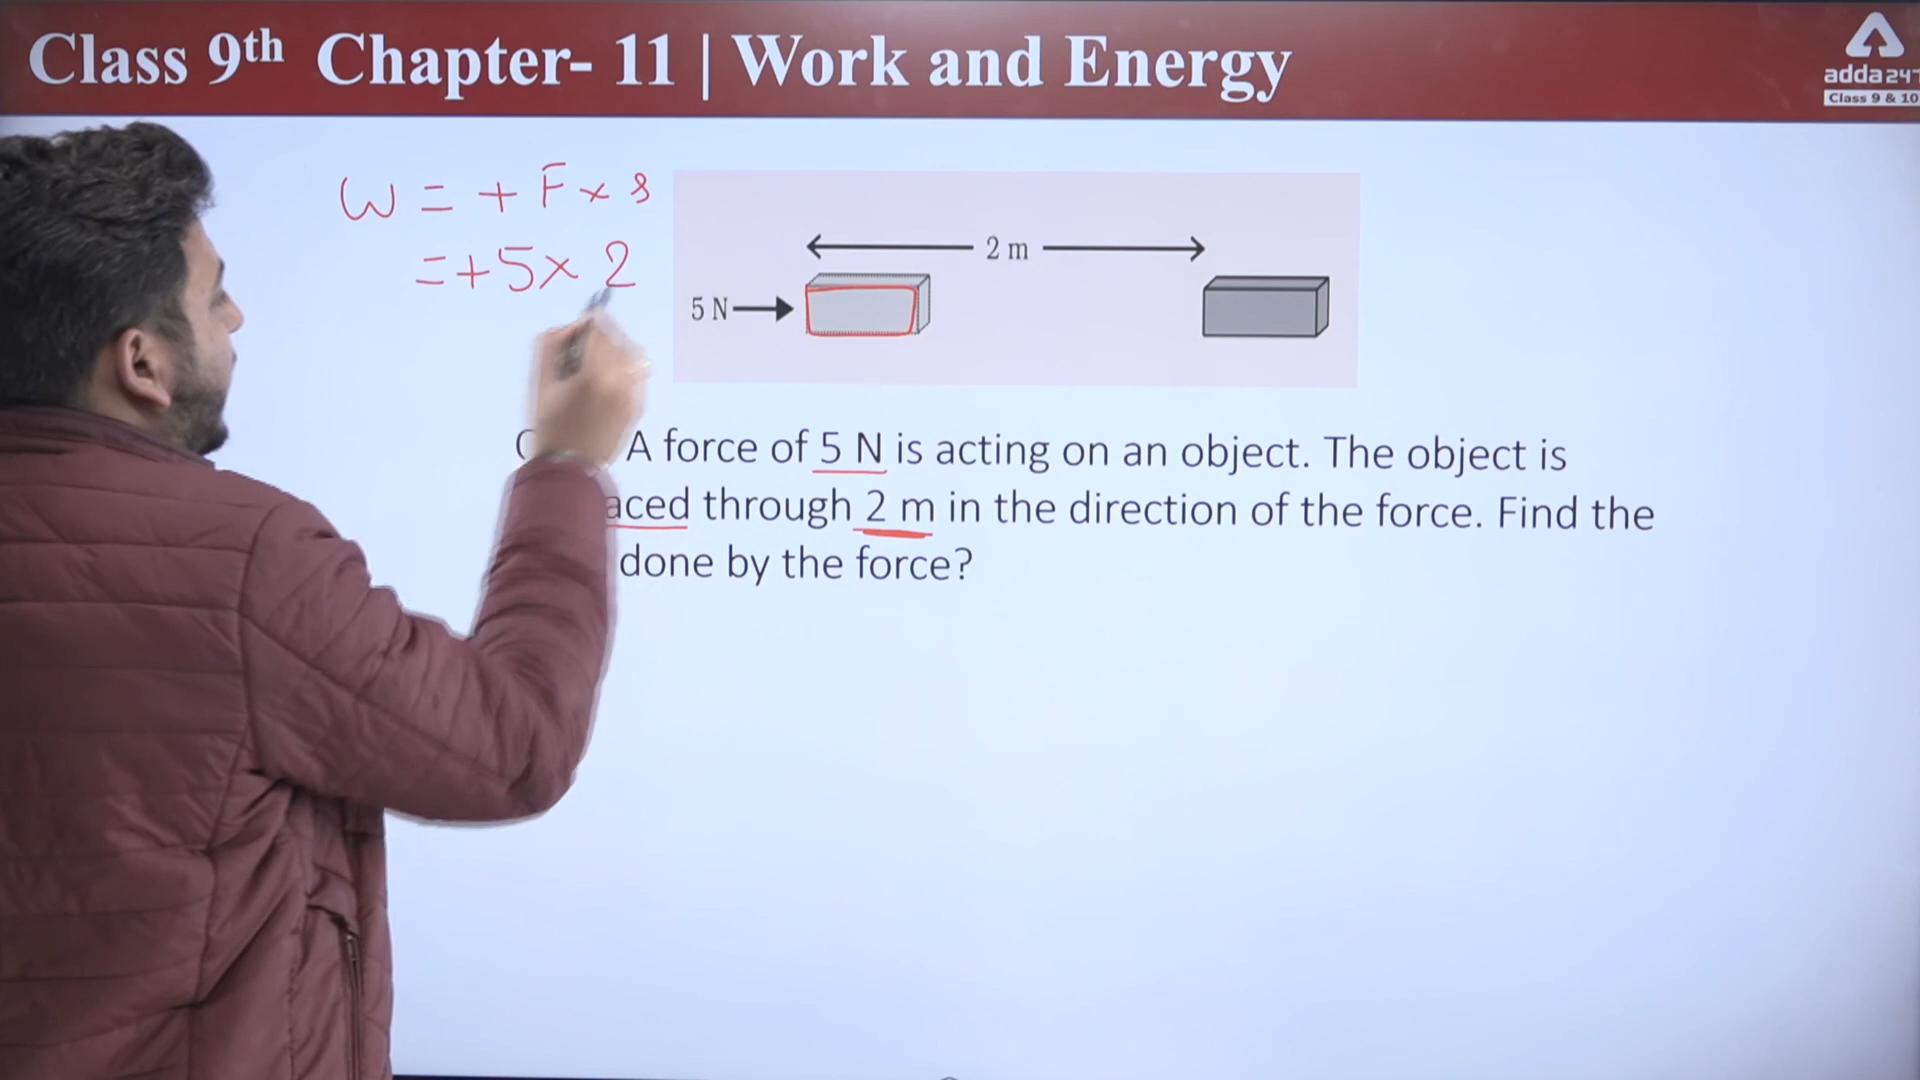 Class 9th Chapter- 11 | Work and Energy
adda247
Class 9 & 10
W = + F × s
= + 5 × 2
2 m
5 N
A force of 5 N is acting on an object. The object is
through 2 m in the direction of the force. Find the
done by the force?